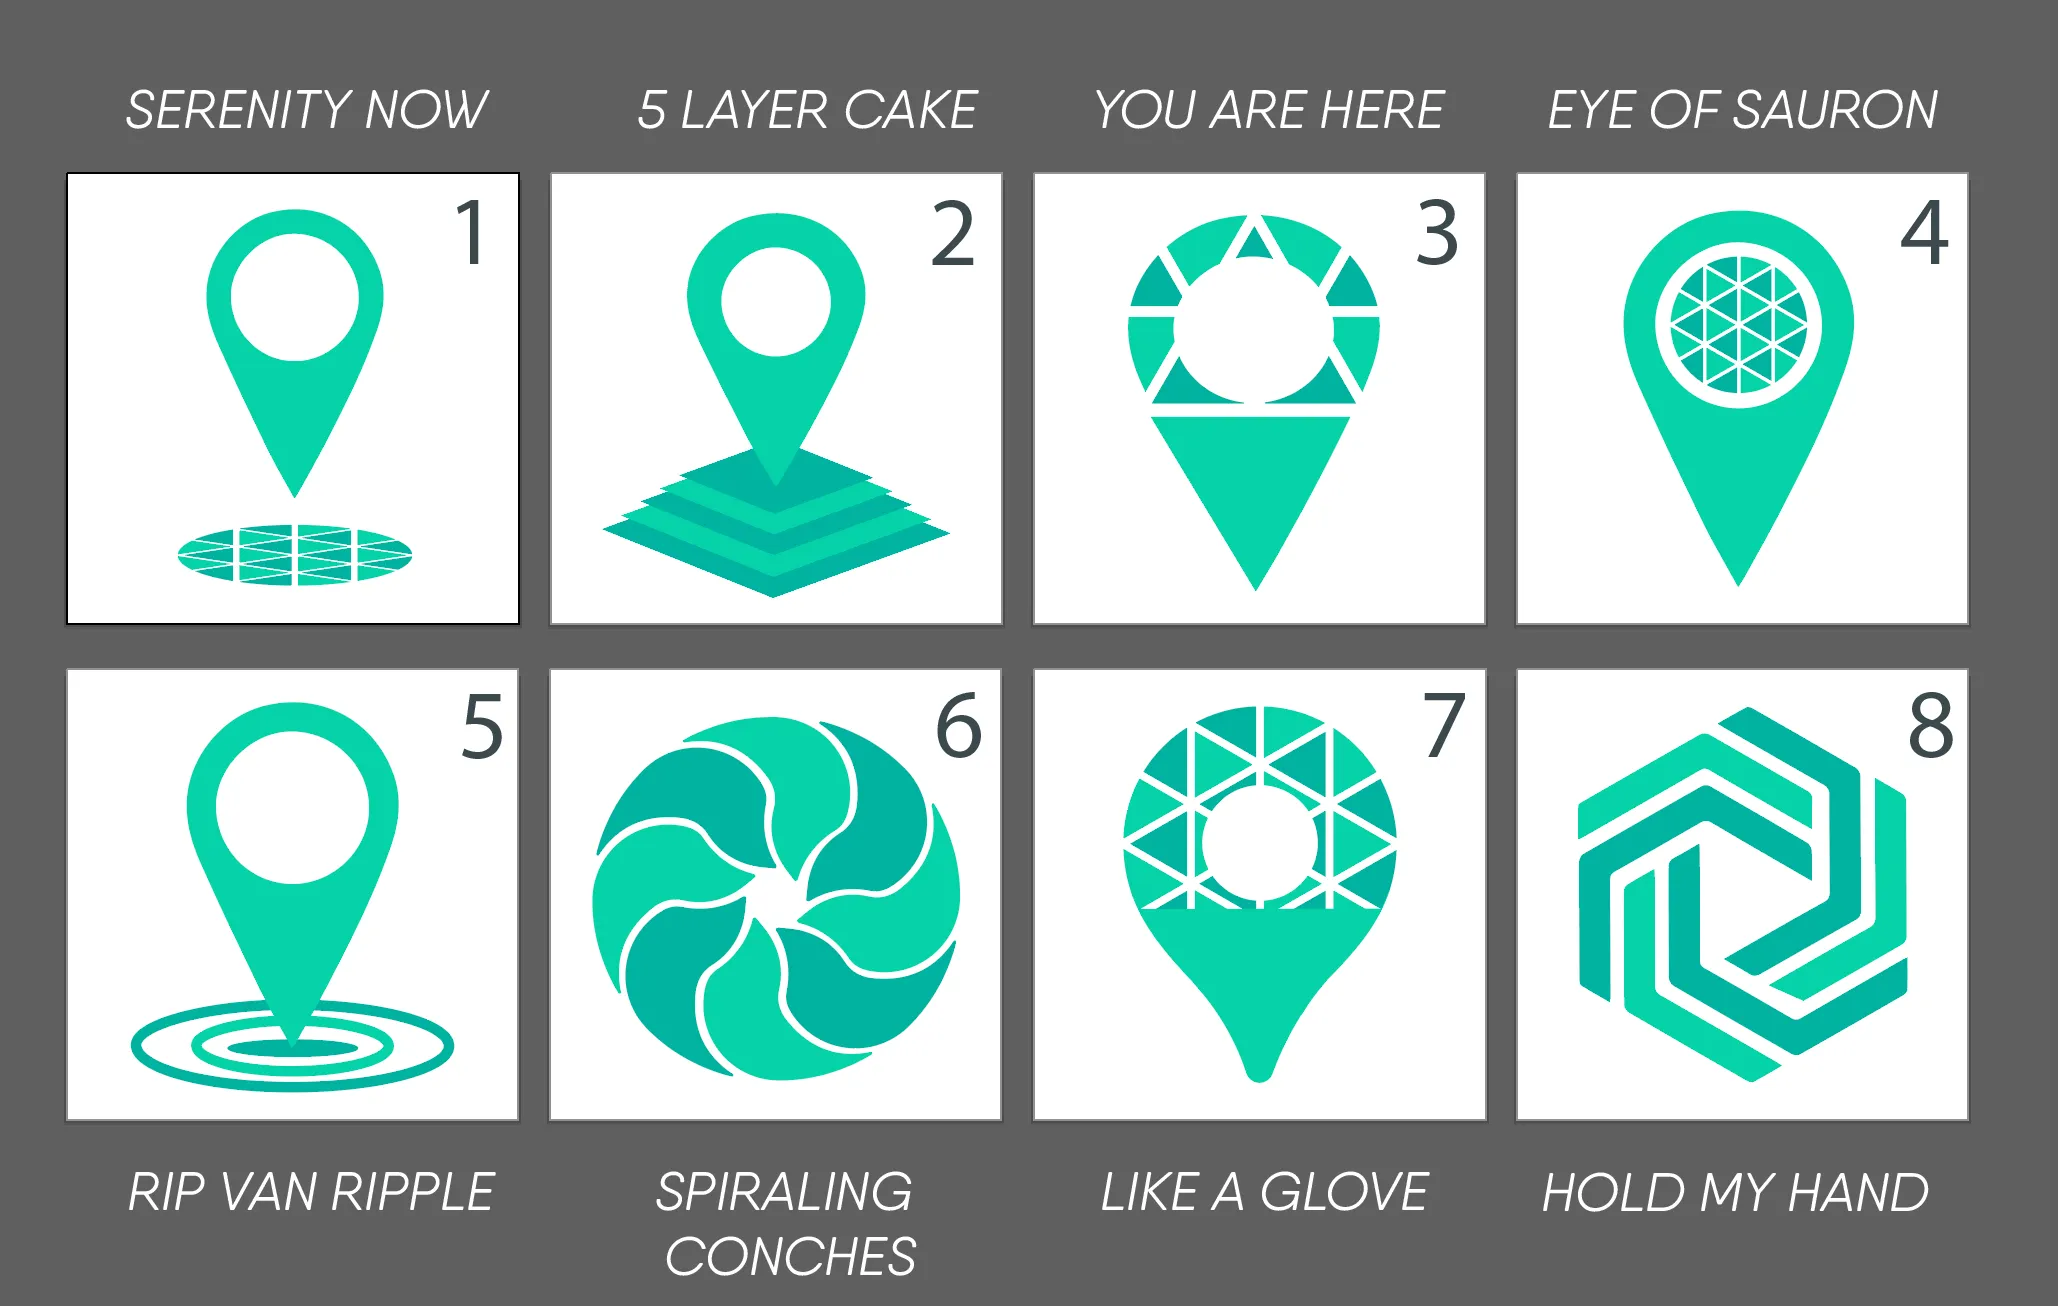 SERENITY NOW
5 LAYER CAKE
YOU ARE HERE
EYE OF SAURON
1
2
3
4
5
6
7
8
RIP VAN RIPPLE
SPIRALING
CONCHES
LIKE A GLOVE
HOLD MY HAND